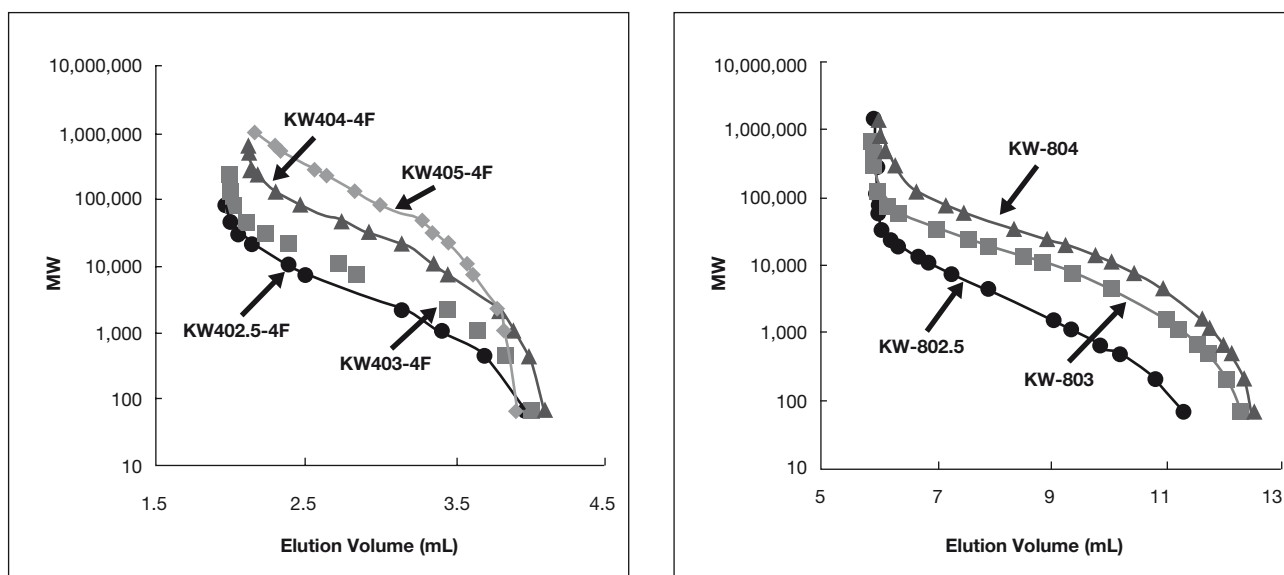 10,000,000
1,000,000
100,000
10,000
1,000
100
10
MW
KW404-4F
KW405-4F
KW402.5-4F
KW403-4F
1.5 2.5 3.5 4.5
Elution Volume (mL)
10,000,000
1,000,000
100,000
10,000
1,000
100
10
MW
KW-804
KW-802.5
KW-803
5 7 9 11 13
Elution Volume (mL)